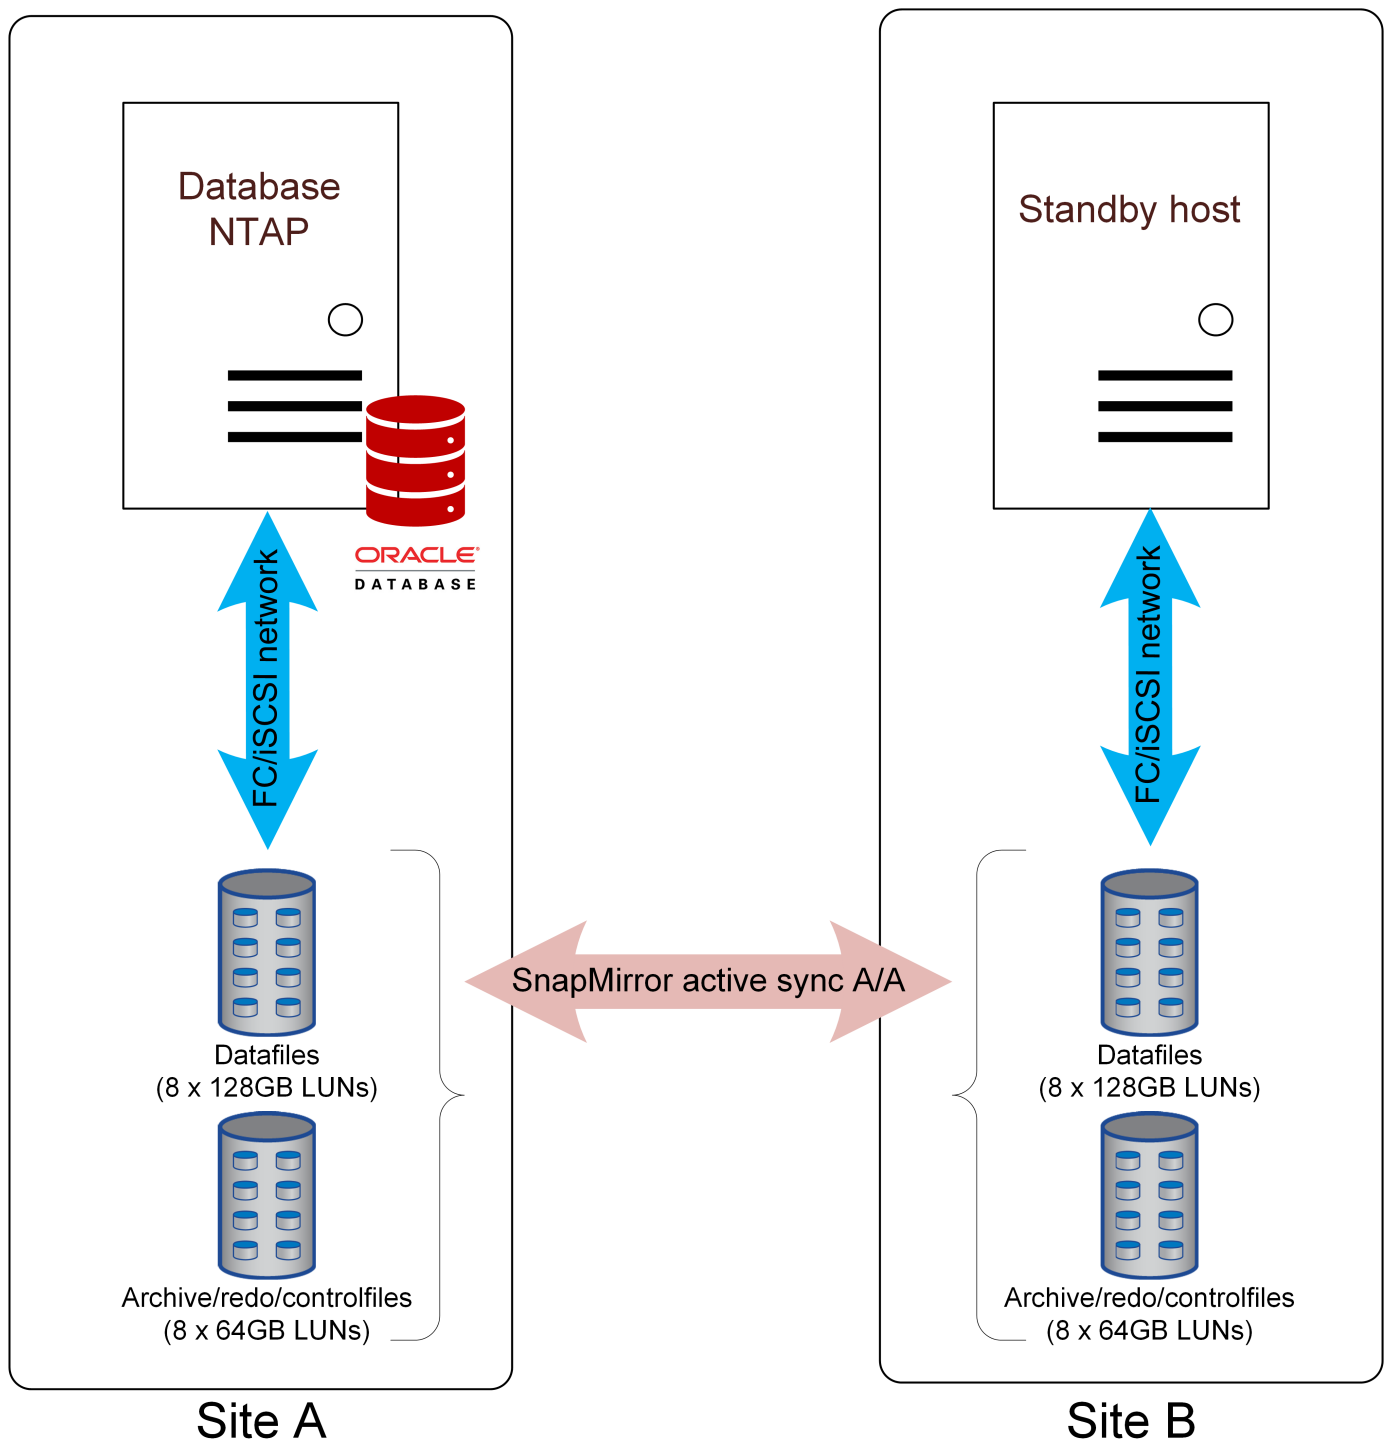 Database
NTAP
ORACLE®
DATABASE
FC/iSCSI network
Datafiles
(8 x 128GB LUNs)
Archive/redo/controlfiles
(8 x 64GB LUNs)
Site A
SnapMirror active sync A/A
Standby host
FC/iSCSI network
Datafiles
(8 x 128GB LUNs)
Archive/redo/controlfiles
(8 x 64GB LUNs)
Site B